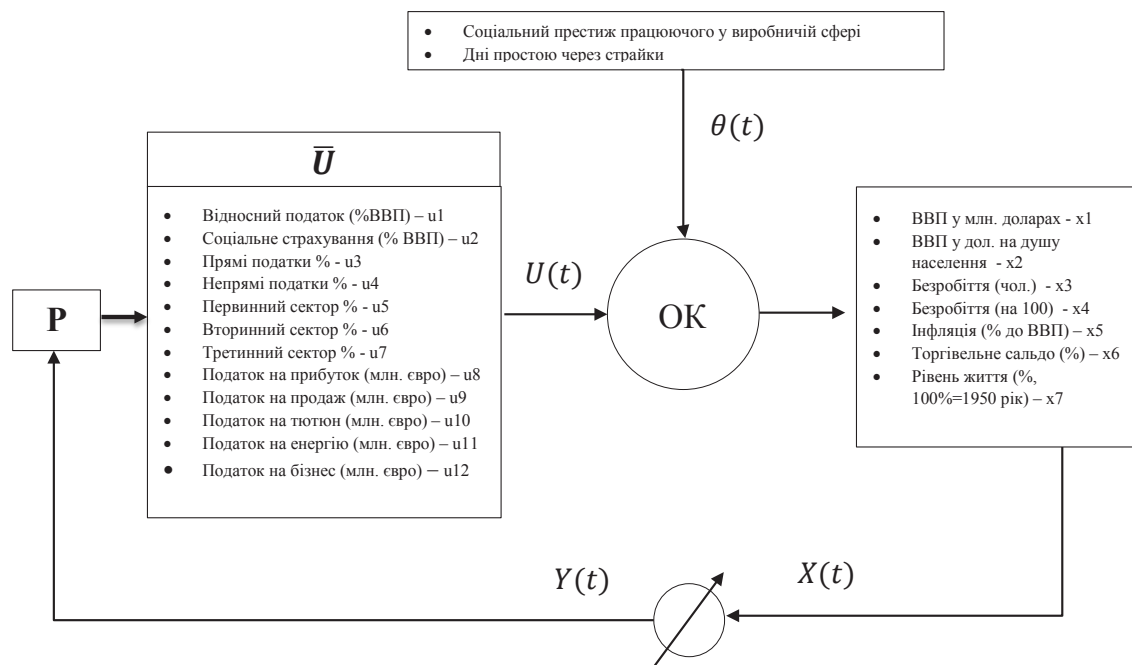 • Соціальний престиж працюючого у виробничій сфері
• Дні простою через страйки
θ(t)
Ū
• Відносний податок (%ВВП) – u1
• Соціальне страхування (% ВВП) – u2
• Прямі податки % - u3
• Непрямі податки % - u4
• Первинний сектор % - u5
• Вторинний сектор % - u6
• Третинний сектор % - u7
• Податок на прибуток (млн. євро) – u8
• Податок на продаж (млн. євро) – u9
• Податок на тютюн (млн. євро) – u10
• Податок на енергію (млн. євро) – u11
• Податок на бізнес (млн. євро) – u12
P
U(t)
ОК
• ВВП у млн. доларах - x1
• ВВП у дол. на душу
населення - x2
• Безробіття (чол.) - x3
• Безробіття (на 100) - x4
• Інфляція (% до ВВП) – x5
• Торгівельне сальдо (%) – x6
• Рівень життя (%,
100%=1950 рік) – x7
Y(t)
X(t)